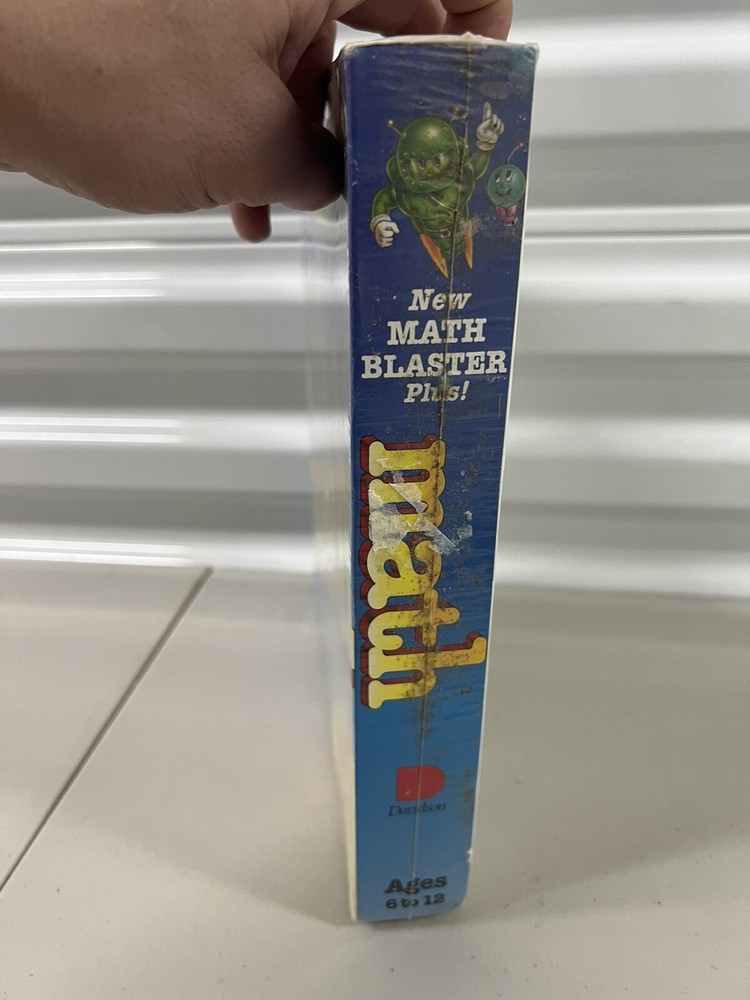 New
MATH
BLASTER
Plus!
math
Davidson
Ages
6 to 12